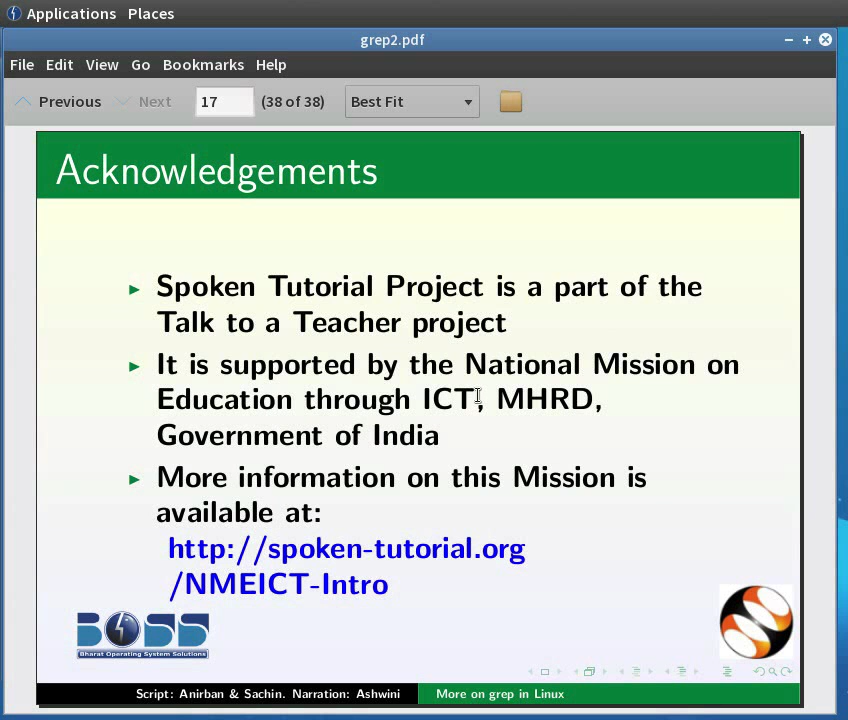 Applications Places
grep2.pdf
File Edit View Go Bookmarks Help
Previous Next 17 (38 of 38) Best Fit
Acknowledgements
Spoken Tutorial Project is a part of the
Talk to a Teacher project
It is supported by the National Mission on
Education through ICT, MHRD,
Government of India
More information on this Mission is
available at:
http://spoken-tutorial.org
/NMEICT-Intro
BOSS
Bharat Operating System Solutions
Script: Anirban & Sachin. Narration: Ashwini More on grep in Linux